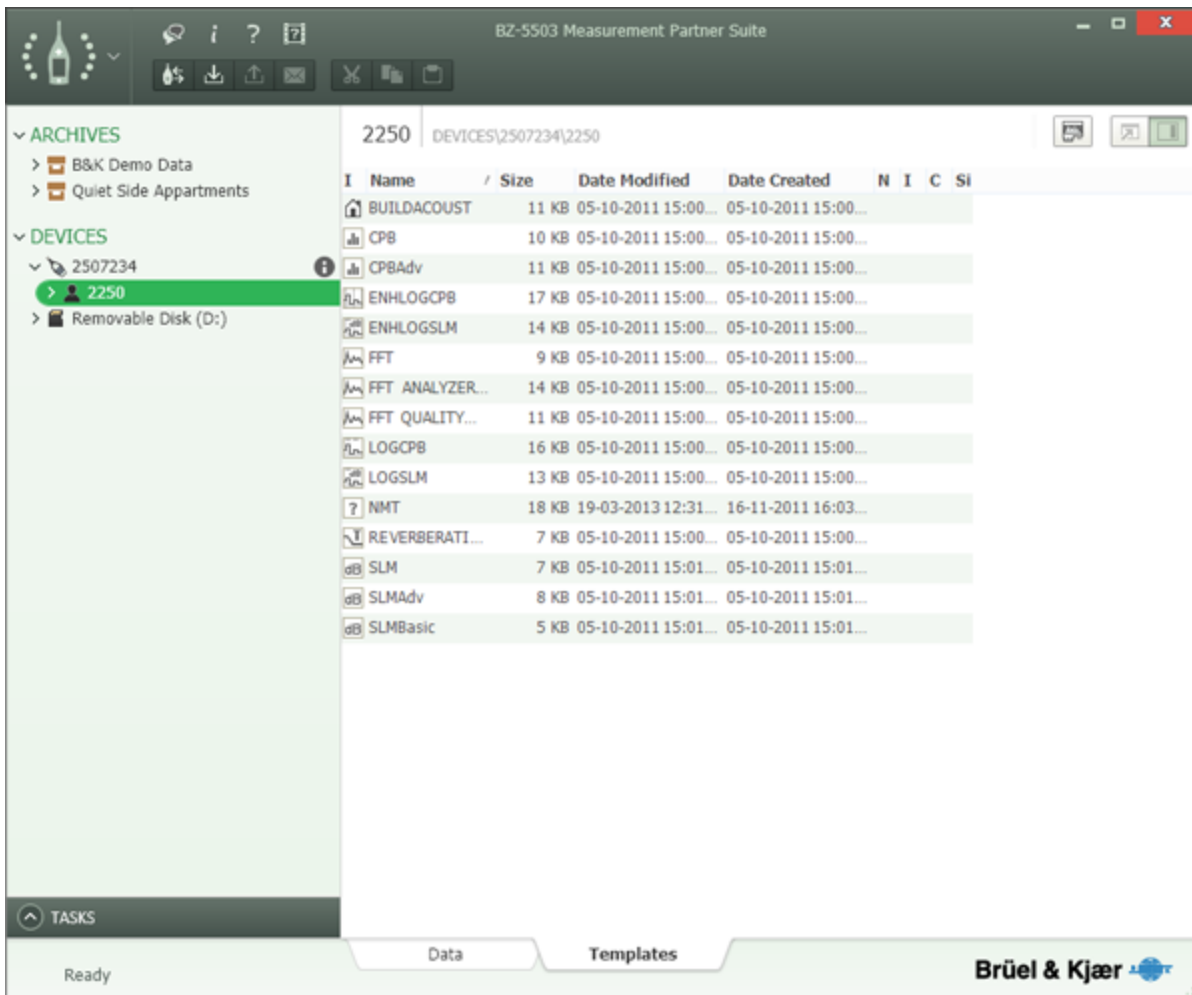 BZ-5503 Measurement Partner Suite
ARCHIVES
B&K Demo Data
Quiet Side Appartments
DEVICES
2507234
2250
Removable Disk (D:)
TASKS
Ready
2250 DEVICES\2507234\2250
I Name / Size Date Modified Date Created N I C Si
BUILDACOUST 11 KB 05-10-2011 15:00... 05-10-2011 15:00...
CPB 10 KB 05-10-2011 15:00... 05-10-2011 15:00...
CPBAdv 11 KB 05-10-2011 15:00... 05-10-2011 15:00...
ENHLOGCPB 17 KB 05-10-2011 15:00... 05-10-2011 15:00...
ENHLOGSLM 14 KB 05-10-2011 15:00... 05-10-2011 15:00...
FFT 9 KB 05-10-2011 15:00... 05-10-2011 15:00...
FFT ANALYZER... 14 KB 05-10-2011 15:00... 05-10-2011 15:00...
FFT QUALITY... 11 KB 05-10-2011 15:00... 05-10-2011 15:00...
LOGCPB 16 KB 05-10-2011 15:00... 05-10-2011 15:00...
LOGSLM 13 KB 05-10-2011 15:00... 05-10-2011 15:00...
? NMT 18 KB 19-03-2013 12:31... 16-11-2011 16:03...
REVERBERATI... 7 KB 05-10-2011 15:00... 05-10-2011 15:00...
dB SLM 7 KB 05-10-2011 15:01... 05-10-2011 15:01...
dB SLMAdv 8 KB 05-10-2011 15:01... 05-10-2011 15:01...
dB SLMBasic 5 KB 05-10-2011 15:01... 05-10-2011 15:01...
Data Templates
Brüel & Kjær